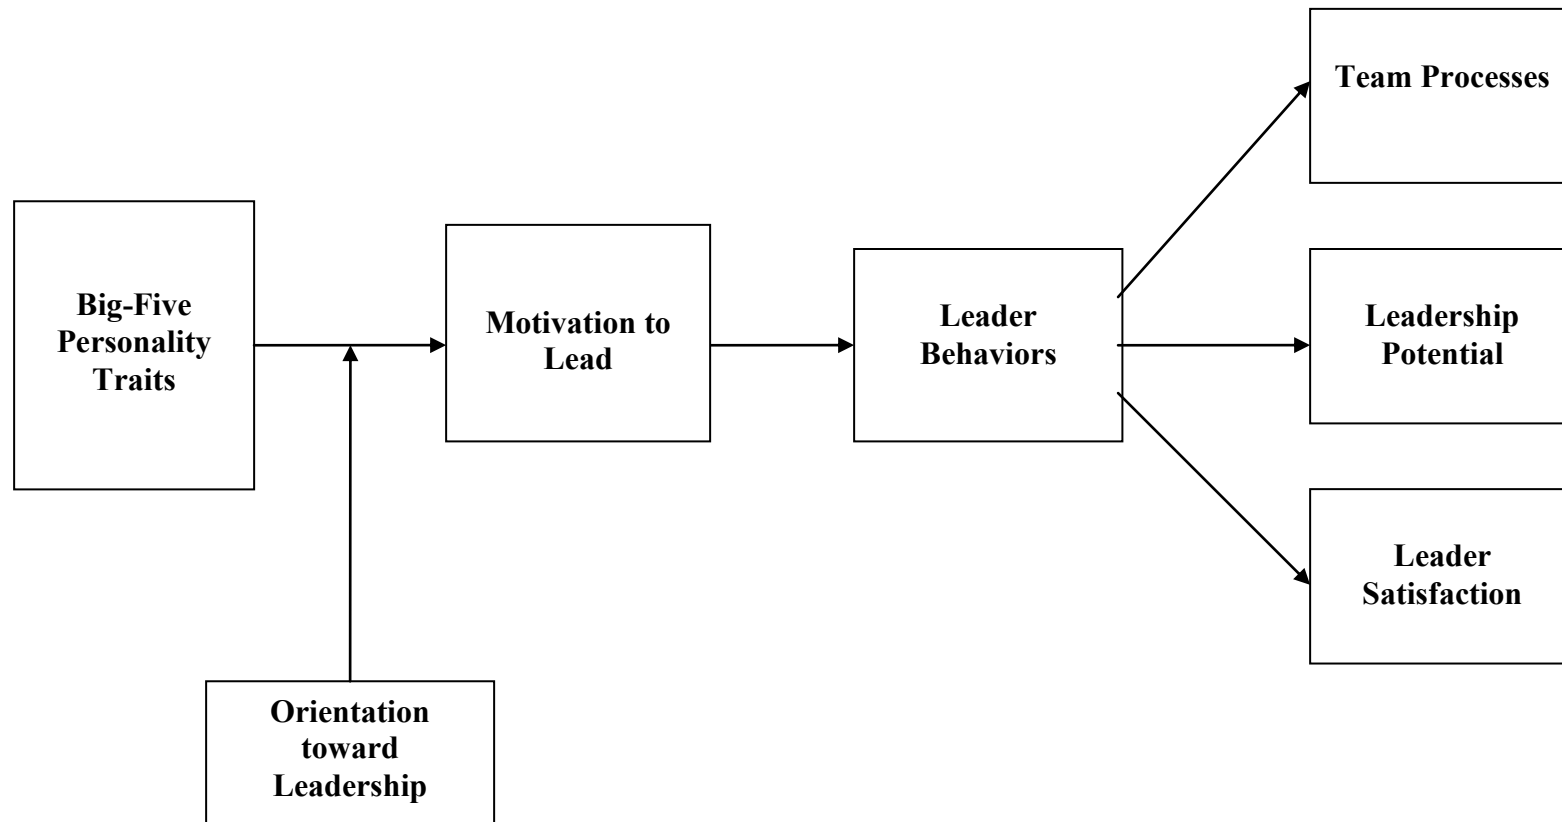 Big-Five
Personality
Traits
Motivation to
Lead
Leader
Behaviors
Team Processes
Leadership
Potential
Leader
Satisfaction
Orientation
toward
Leadership